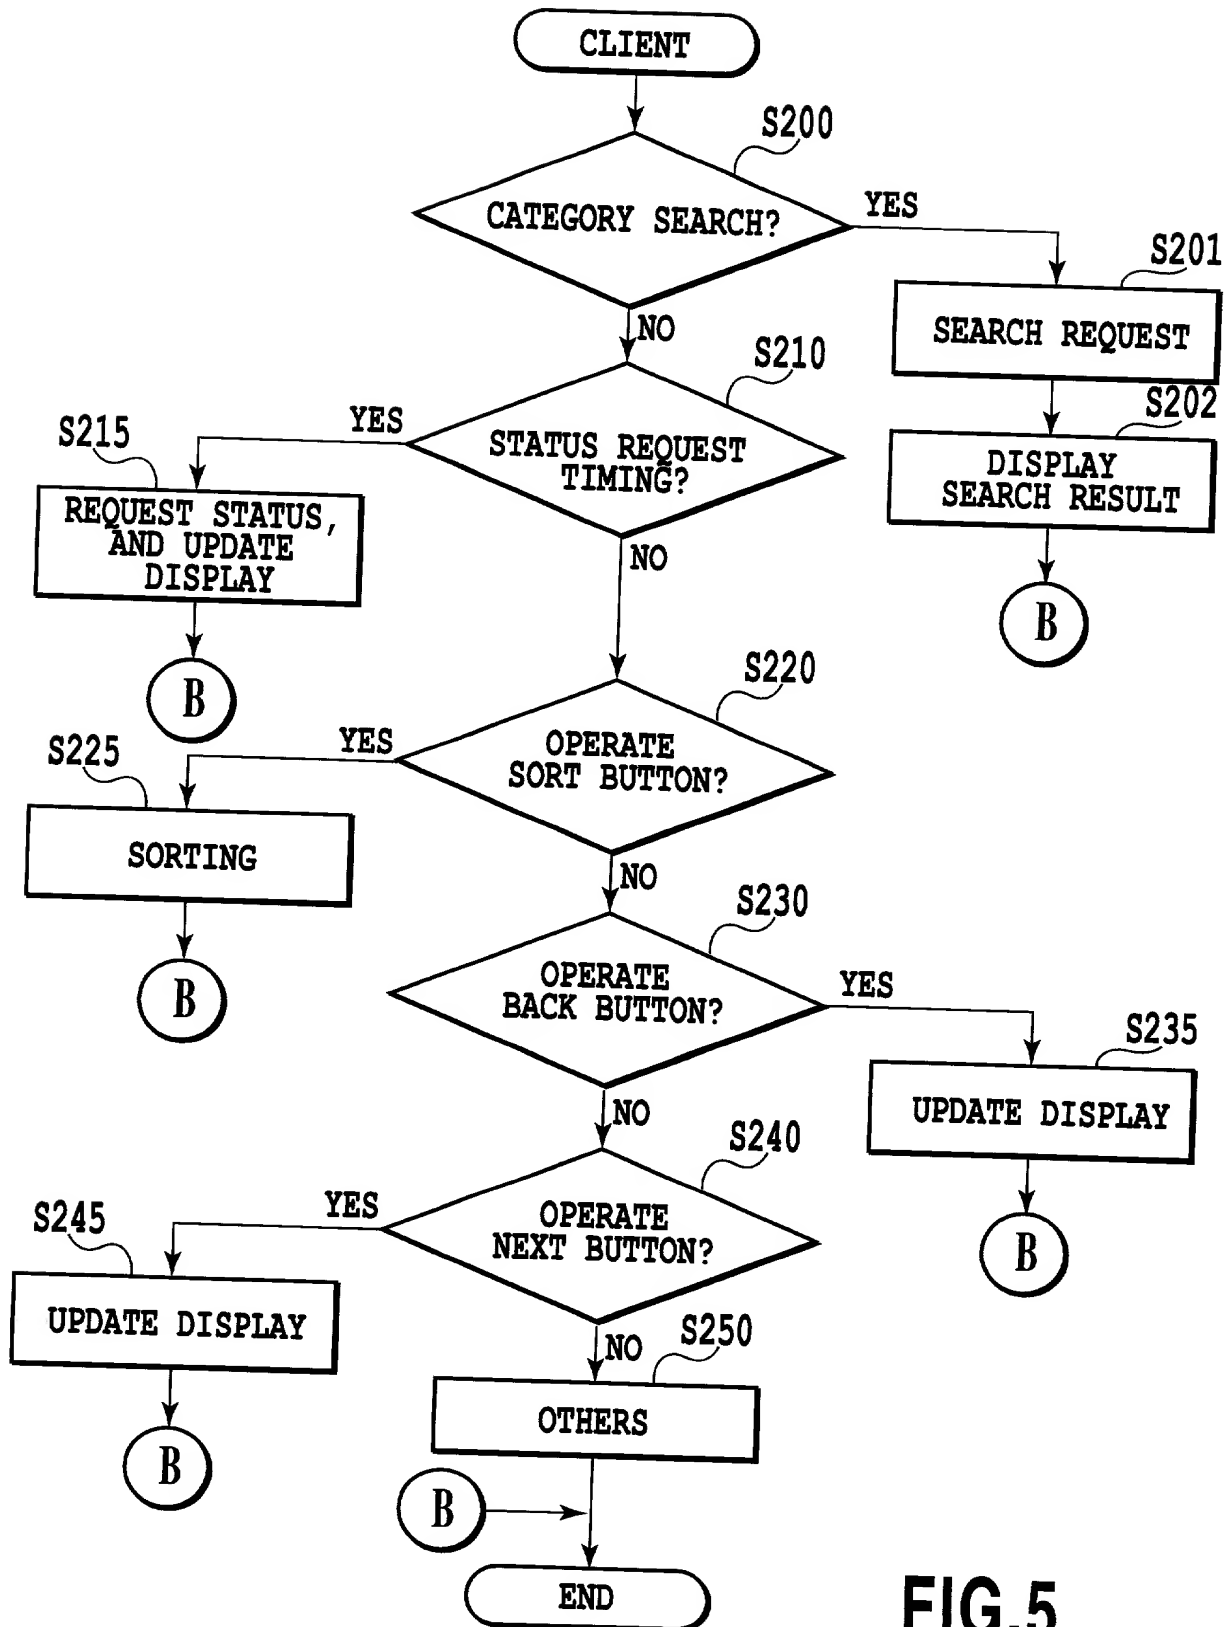 CLIENT
S200
CATEGORY SEARCH?
YES
S201
SEARCH REQUEST
NO
S210
S202
YES
S215
STATUS REQUEST
TIMING?
DISPLAY
SEARCH RESULT
REQUEST STATUS,
AND UPDATE
DISPLAY
NO
B
B
S220
YES
S225
OPERATE
SORT BUTTON?
SORTING
NO
S230
B
OPERATE
BACK BUTTON?
YES
S235
UPDATE DISPLAY
NO
S240
YES
S245
OPERATE
NEXT BUTTON?
B
UPDATE DISPLAY
NO
S250
OTHERS
B
B
END
FIG.5